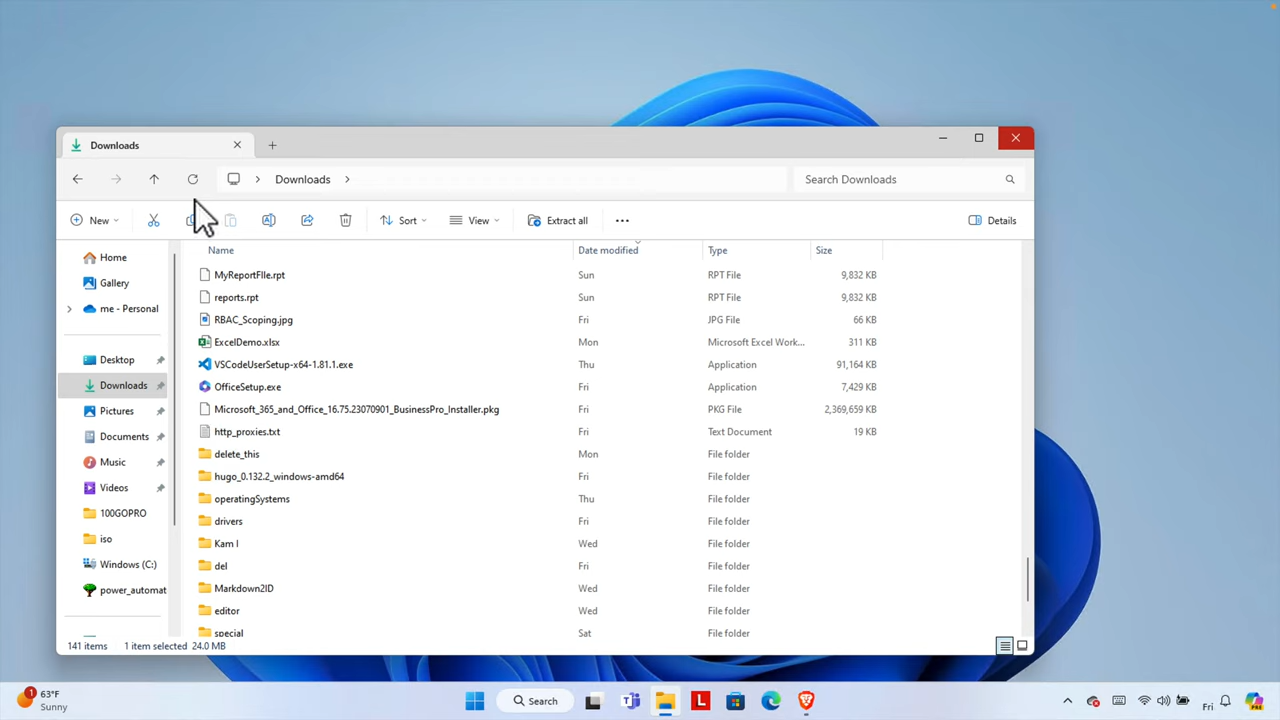 Downloads
Downloads
Search Downloads
New
Sort
View
Extract all
Details
Name Date modified Type Size
Home
Gallery
me - Personal
Desktop
Downloads
Pictures
Documents
Music
Videos
100GOPRO
iso
Windows (C:)
power_automat
MyReportFIle.rpt Sun RPT File 9,832 KB
reports.rpt Sun RPT File 9,832 KB
RBAC_Scoping.jpg Fri JPG File 66 KB
ExcelDemo.xlsx Mon Microsoft Excel Work... 311 KB
VSCodeUserSetup-x64-1.81.1.exe Thu Application 91,164 KB
OfficeSetup.exe Fri Application 7,429 KB
Microsoft_365_and_Office_16.75.23070901_BusinessPro_Installer.pkg Fri PKG File 2,369,659 KB
http_proxies.txt Fri Text Document 19 KB
delete_this Mon File folder
hugo_0.132.2_windows-amd64 Fri File folder
operatingSystems Thu File folder
drivers Fri File folder
Kam I Wed File folder
del Fri File folder
Markdown2ID Wed File folder
editor Wed File folder
special Sat File folder
141 items 1 item selected 24.0 MB
1
63°F
Sunny
Search
L
Fri
PRE